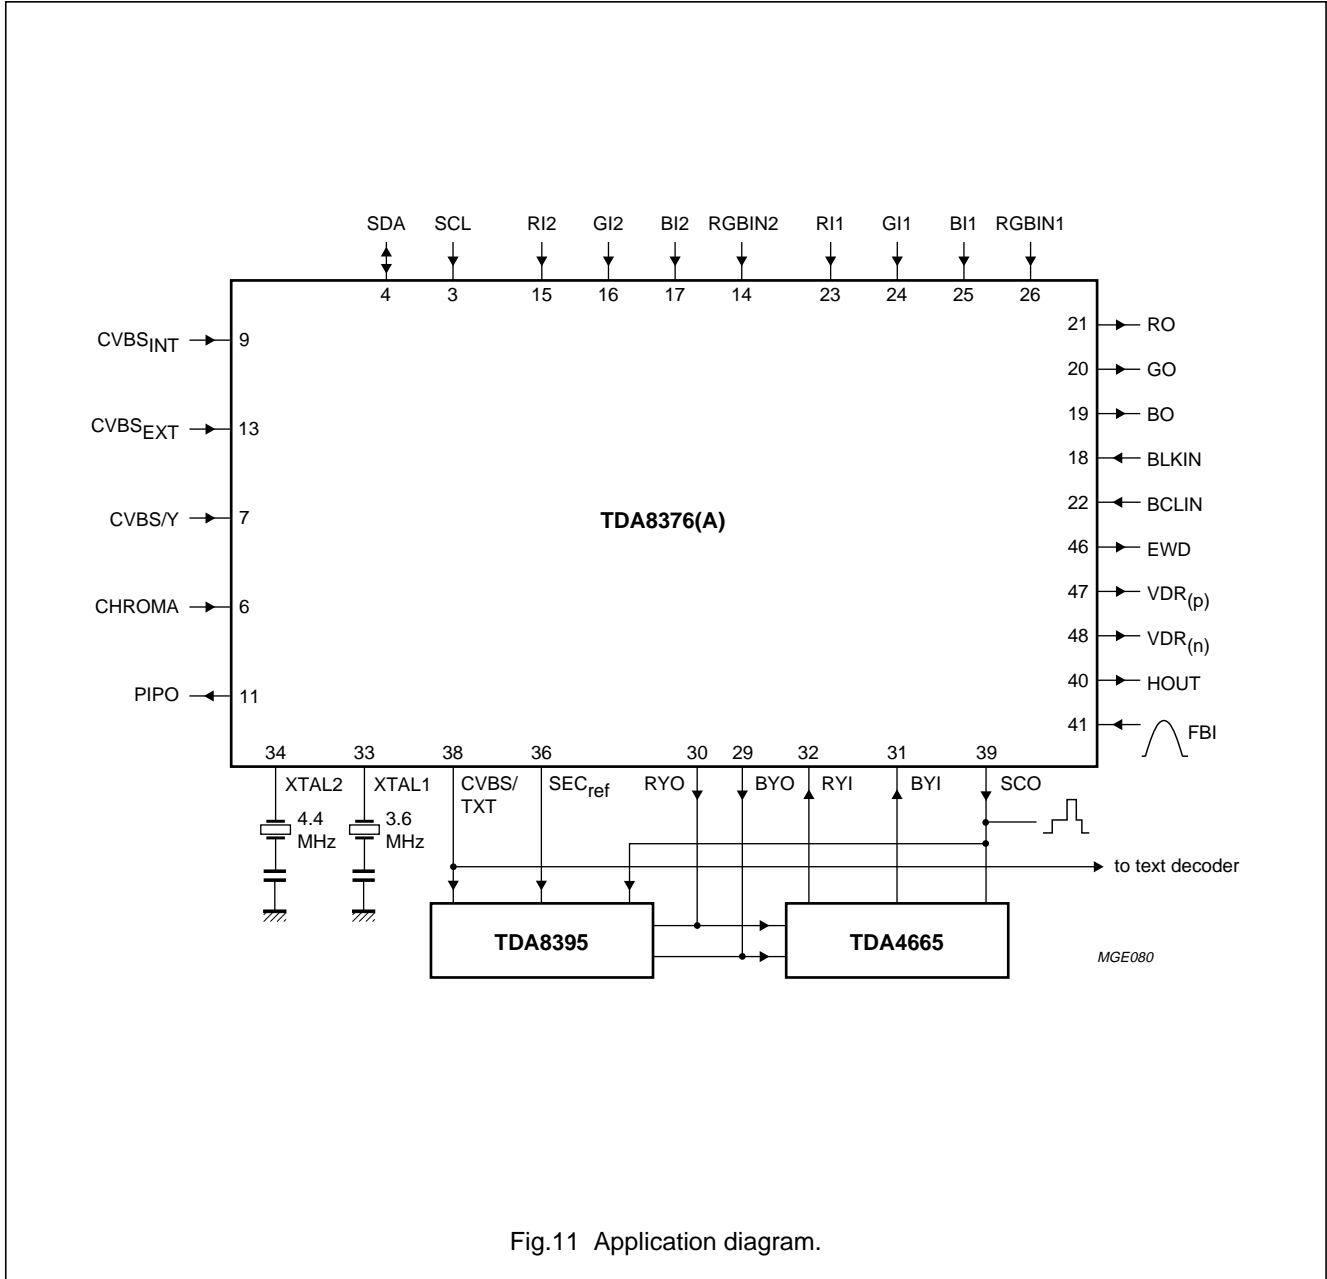 SDA SCL RI2 GI2 BI2 RGBIN2 RI1 GI1 BI1 RGBIN1
4 3 15 16 17 14 23 24 25 26
CVBSINT 9
CVBSEXT 13
CVBS/Y 7
CHROMA 6
PIPO 11
TDA8376(A)
21 RO
20 GO
19 BO
18 BLKIN
22 BCLIN
46 EWD
47 VDR(p)
48 VDR(n)
40 HOUT
41 FBI
34 33 38 36 30 29 32 31 39
XTAL2 XTAL1 CVBS/ SECref RYO BYO RYI BYI SCO
TXT
4.4 3.6
MHz MHz
to text decoder
TDA8395 TDA4665
MGE080
Fig.11 Application diagram.